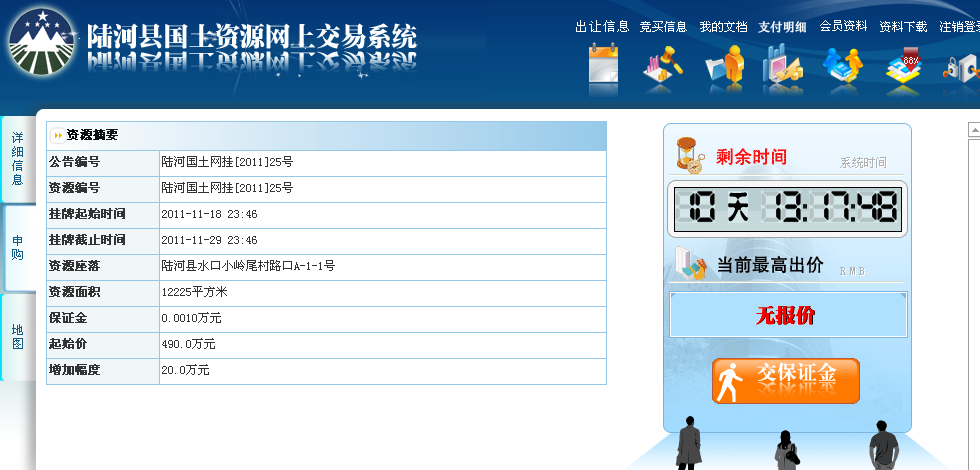 陆河县国土资源网上交易系统
出让信息 竞买信息 我的文档 支付明细 会员资料 资料下载 注销登录
88%
详细信息
申购
地图
资源摘要
公告编号 陆河国土网挂[2011]25号
资源编号 陆河国土网挂[2011]25号
挂牌起始时间 2011-11-18 23:46
挂牌截止时间 2011-11-29 23:46
资源座落 陆河县水口小岭尾村路口A-1-1号
资源面积 12225平方米
保证金 0.0010万元
起始价 490.0万元
增加幅度 20.0万元
剩余时间 系统时间
10 天 13:17:48
当前最高出价 RMB
无报价
交保证金